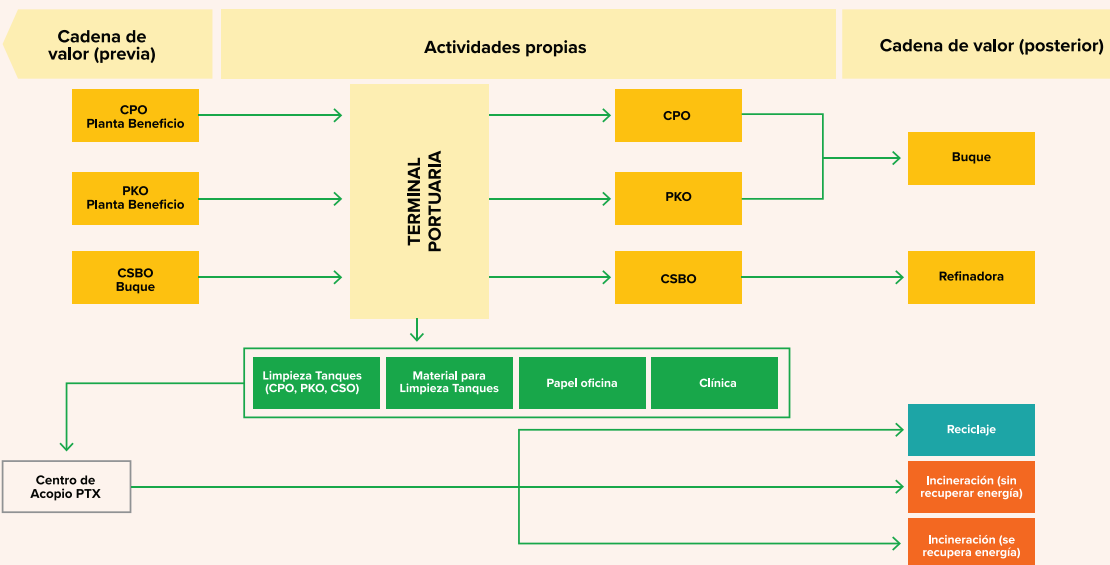 Cadena de
valor (previa)
Actividades propias
Cadena de valor (posterior)
CPO
Planta Beneficio
PKO
Planta Beneficio
CSBO
Buque
TERMINAL
PORTUARIA
CPO
PKO
CSBO
Buque
Refinadora
Limpieza Tanques
(CPO, PKO, CSO)
Material para
Limpieza Tanques
Papel oficina
Clínica
Centro de
Acopio PTX
Reciclaje
Incineración (sin
recuperar energía)
Incineración (se
recupera energía)